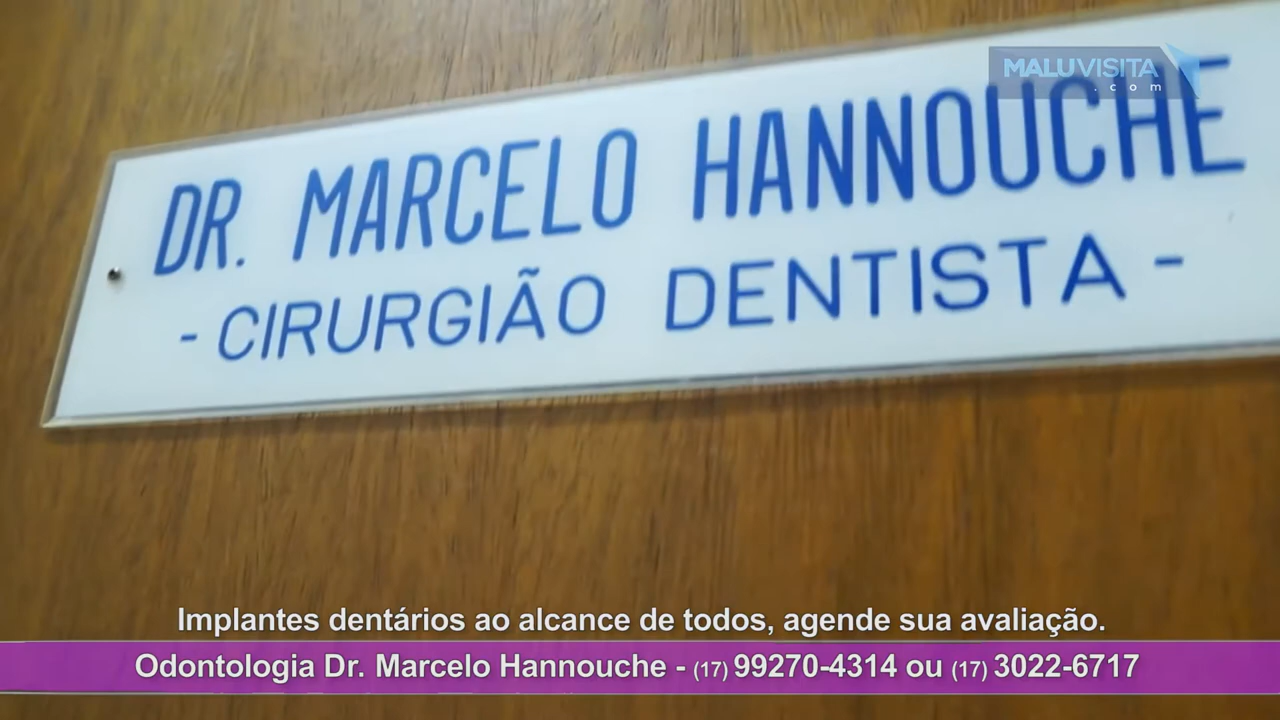 MALUVISITA
.com
DR. MARCELO HANNOUCHE
- CIRURGIÃO DENTISTA -
Implantes dentários ao alcance de todos, agende sua avaliação.
Odontologia Dr. Marcelo Hannouche - (17) 99270-4314 ou (17) 3022-6717